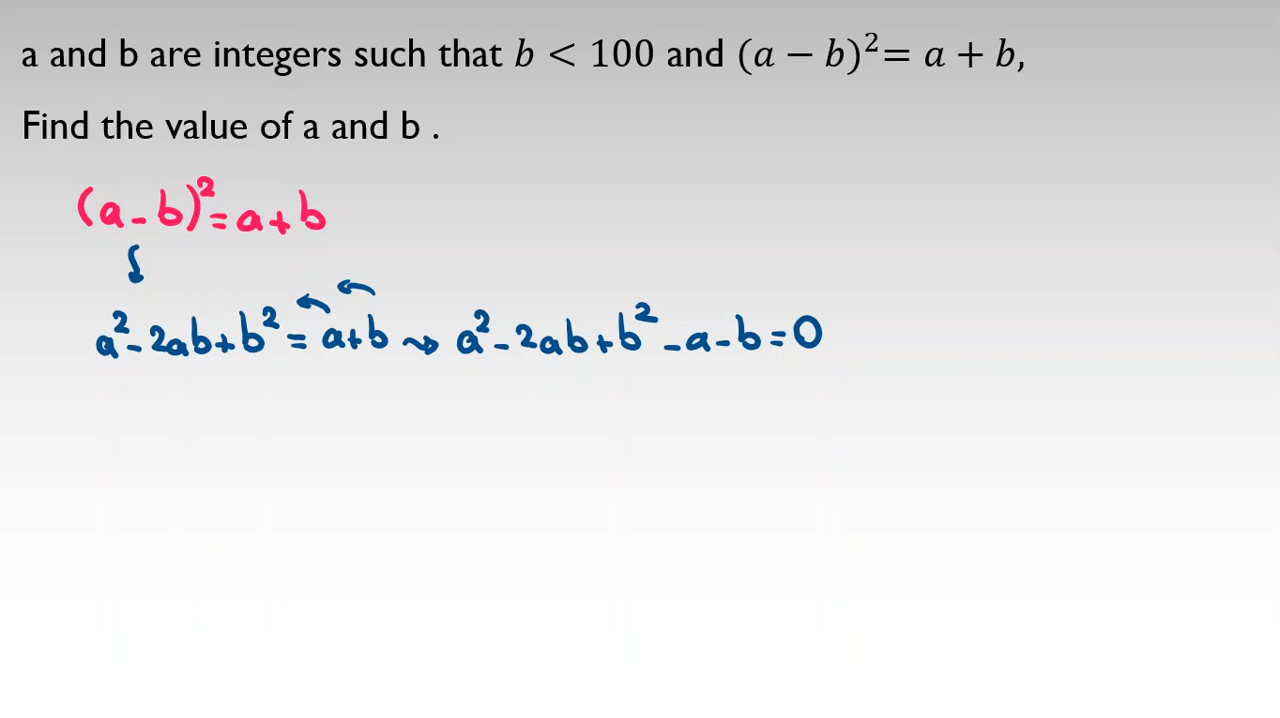 a and b are integers such that 𝑏 < 100 and (𝑎 − 𝑏)²= 𝑎 + 𝑏,
Find the value of a and b .
(a-b)²=a+b
a²-2ab+b²=a+b ⇝ a²-2ab+b²-a-b=0